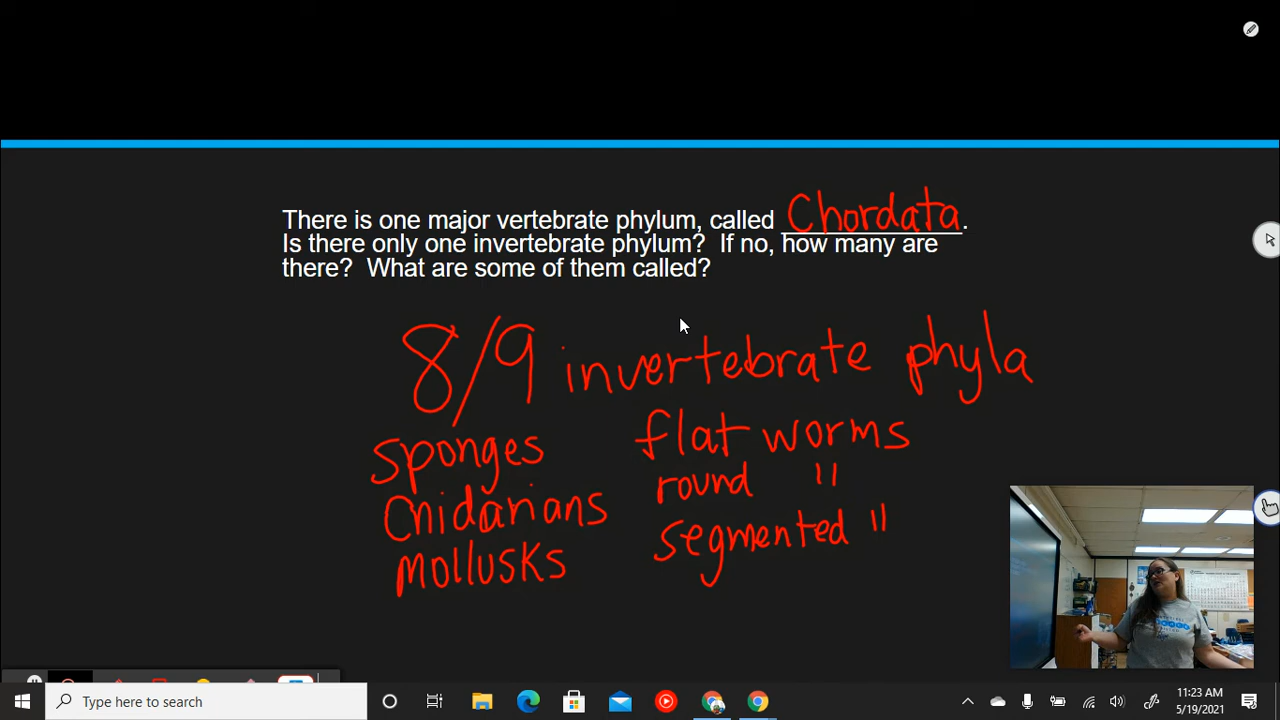 There is one major vertebrate phylum, called Chordata.
Is there only one invertebrate phylum? If no, how many are
there? What are some of them called?
8/9 invertebrate phyla
sponges flat worms
Cnidarians round "
mollusks segmented "
Type here to search
11:23 AM
5/19/2021